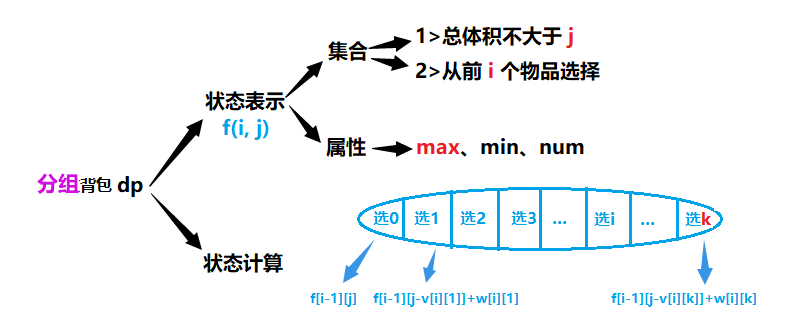 1>总体积不大于 j
集合
2>从前 i 个物品选择
状态表示
f(i, j)
属性
max、min、num
分组背包 dp
选0 选1 选2 选3 ... 选i ... 选k
状态计算
f[i-1][j] f[i-1][j-v[i][1]]+w[i][1] f[i-1][j-v[i][k]]+w[i][k]